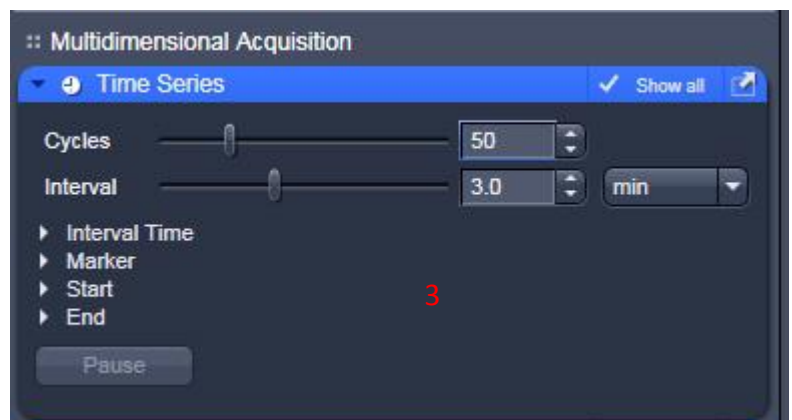 Multidimensional Acquisition
Time Series Show all
Cycles 50
Interval 3.0 min
Interval Time
Marker
Start
3
End
Pause